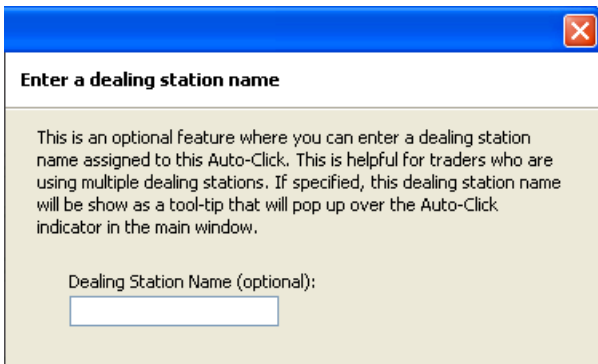 Enter a dealing station name
This is an optional feature where you can enter a dealing station
name assigned to this Auto-Click. This is helpful for traders who are
using multiple dealing stations. If specified, this dealing station name
will be show as a tool-tip that will pop up over the Auto-Click
indicator in the main window.
Dealing Station Name (optional):